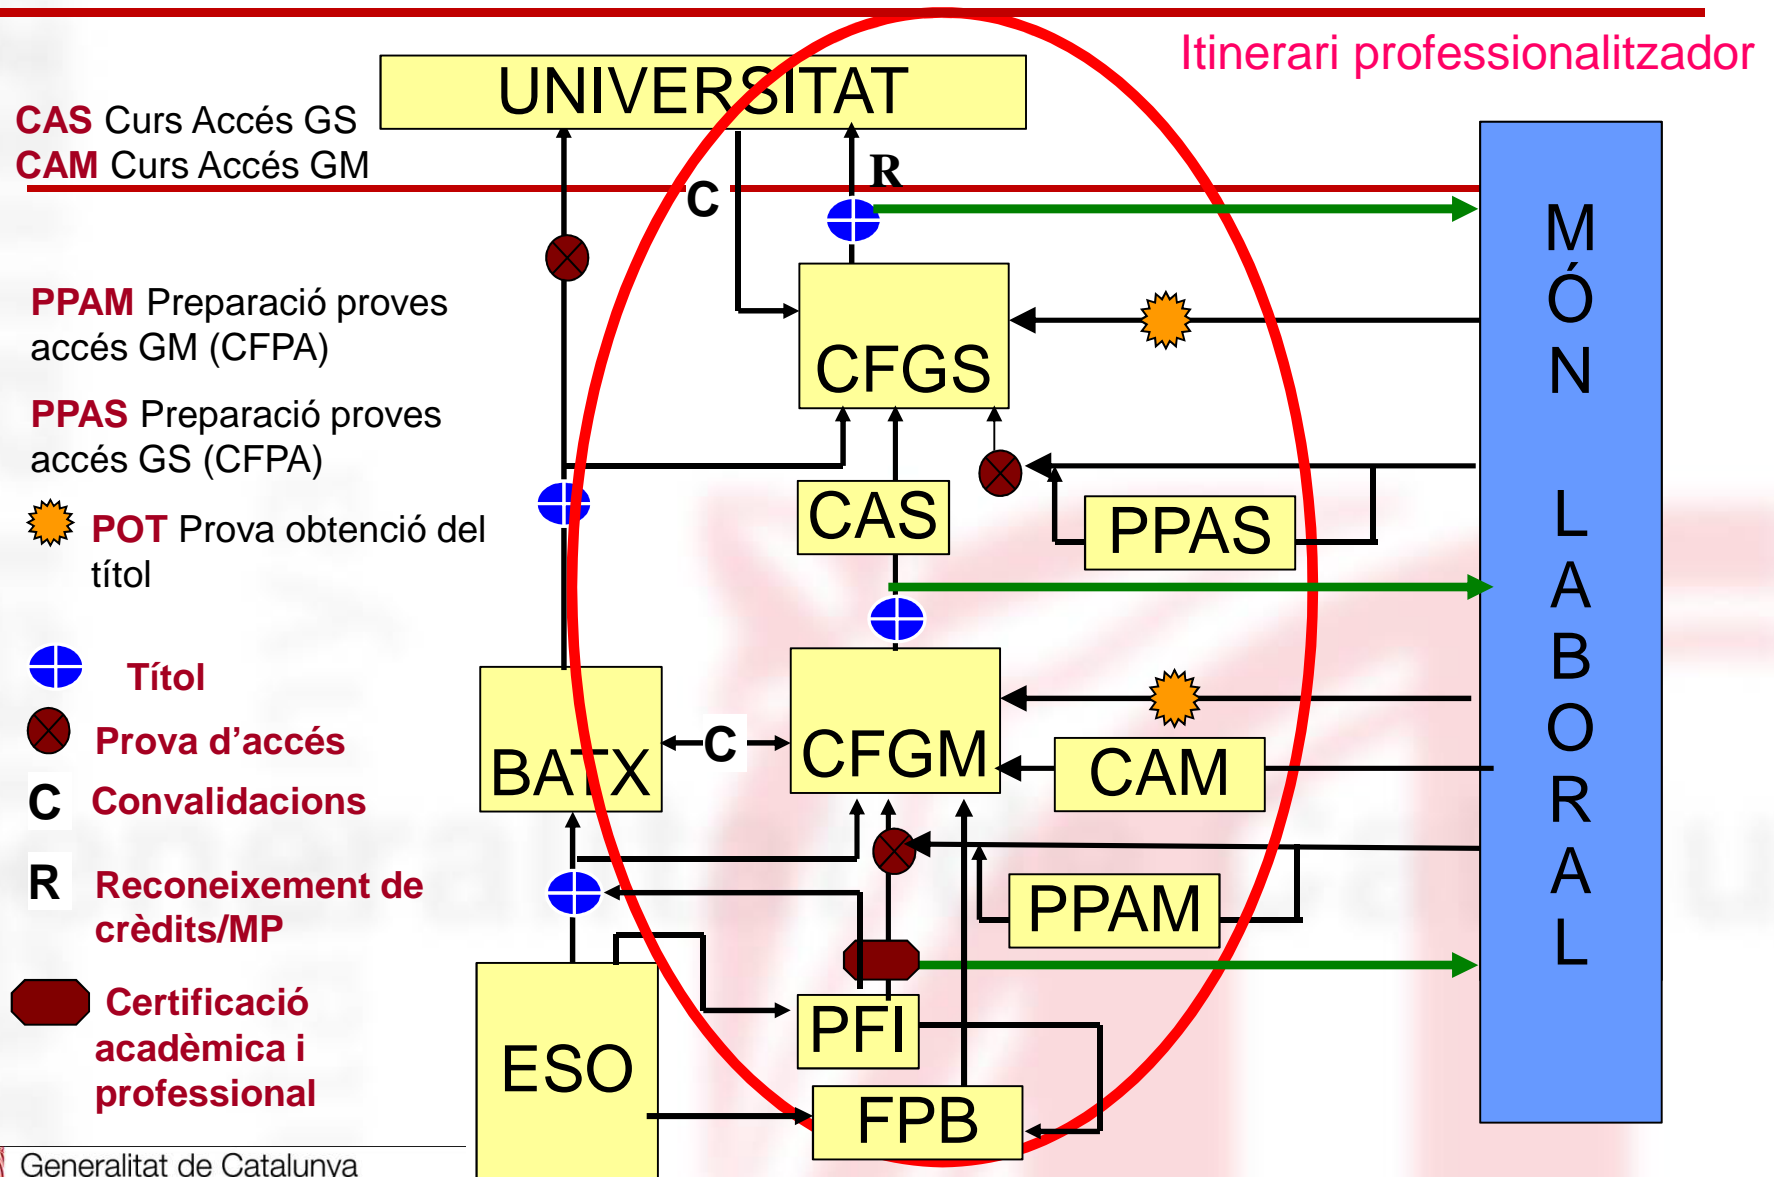 Itinerari professionalitzador
UNIVERSITAT
CAS Curs Accés GS
CAM Curs Accés GM
R
C
PPAM Preparació proves
accés GM (CFPA)
CFGS
PPAS Preparació proves
accés GS (CFPA)
CAS
PPAS
POT Prova obtenció del
títol
Títol
Prova d'accés
BATX
C
CFGM
CAM
C Convalidacions
R Reconeixement de
crèdits/MP
PPAM
Certificació
acadèmica i
professional
PFI
ESO
FPB
MÓN LABORAL
Generalitat de Catalunya